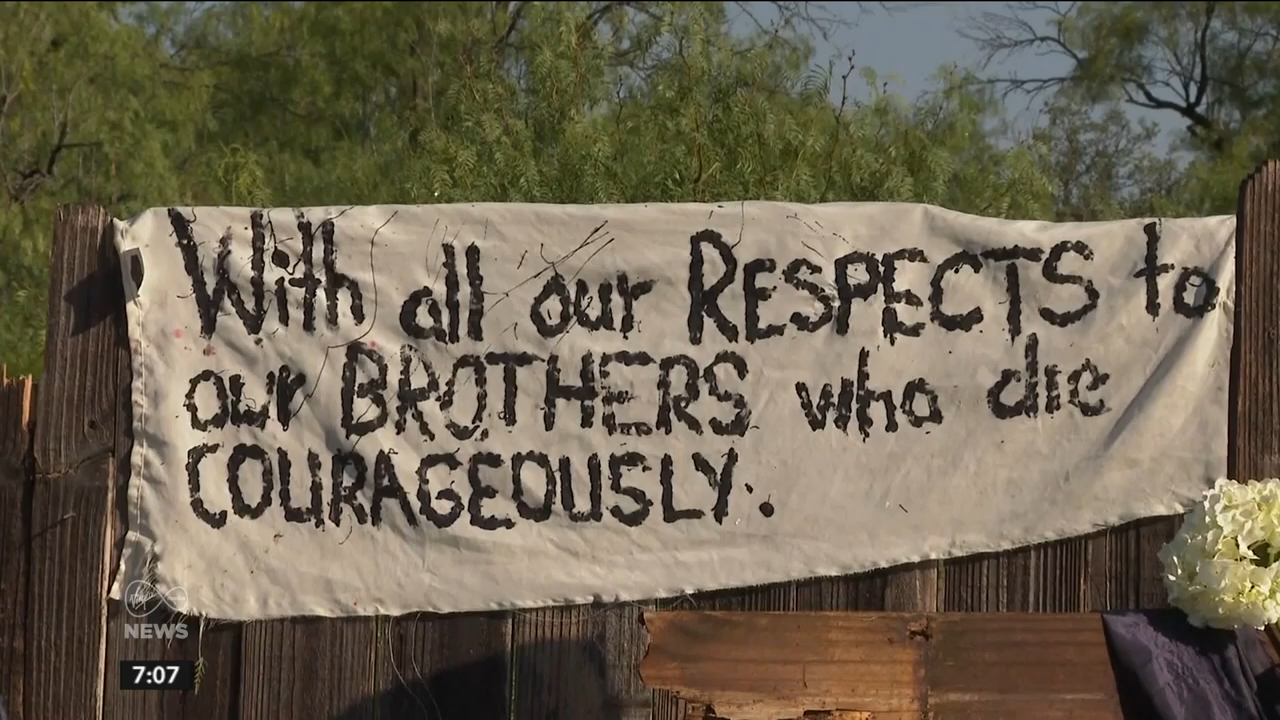 With all our RESPECTS to
our BROTHERS who die
COURAGEOUSLY.
NEWS
7:07